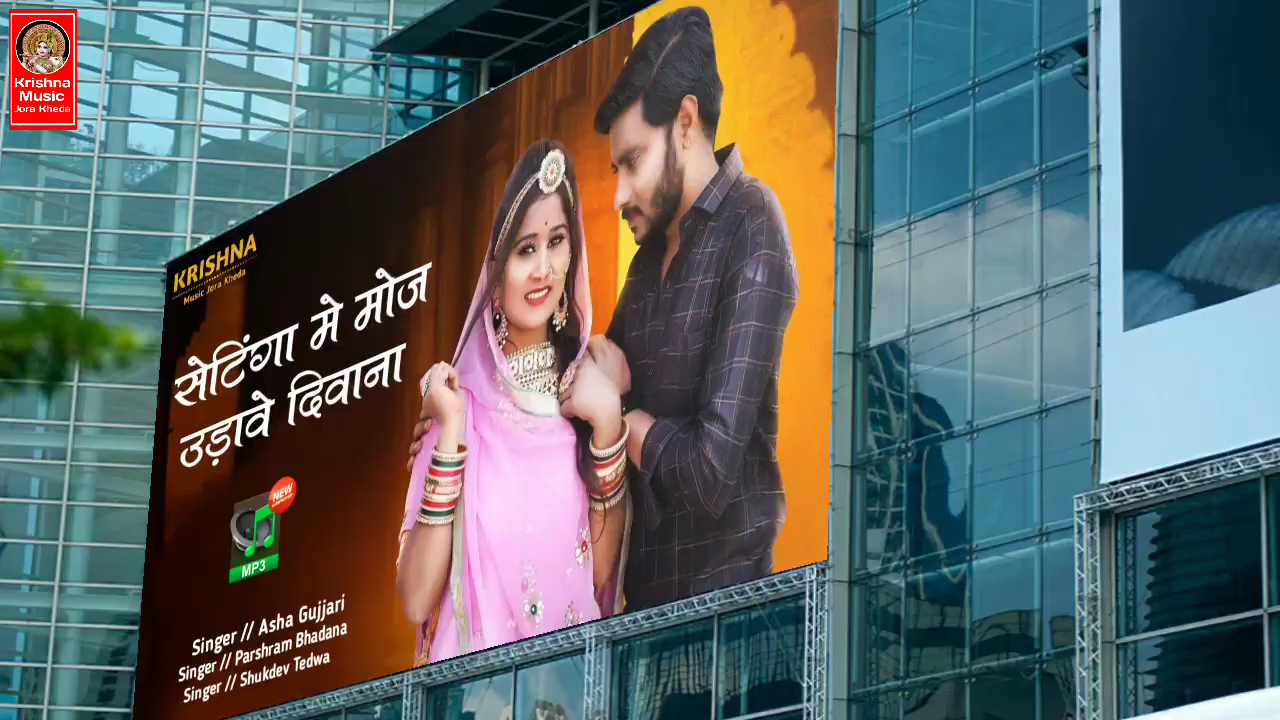 Krishna
Music
Jora Kheda
KRISHNA
Music Jora Kheda
सेटिंगा मे मोज
उड़ावे दिवाना
NEW
MP3
Singer // Asha Gujjari
Singer // Parshram Bhadana
Singer // Shukdev Tedwa